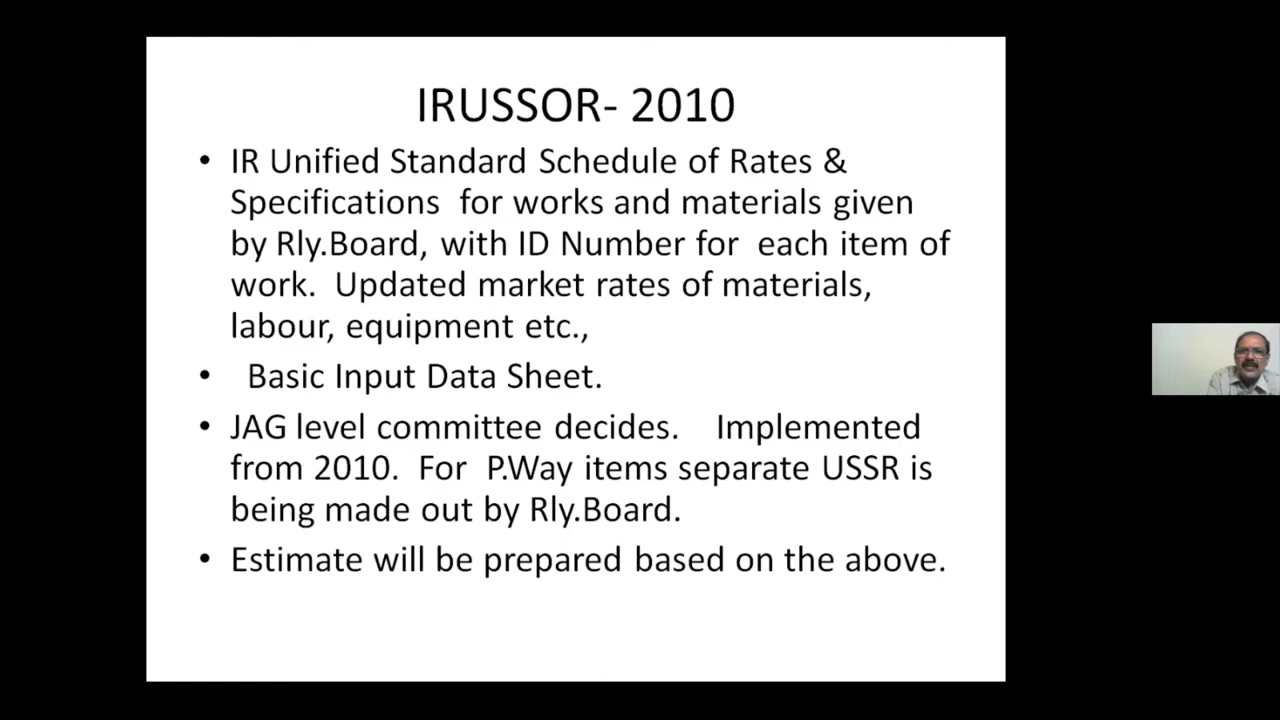 IRUSSOR- 2010
• IR Unified Standard Schedule of Rates &
Specifications for works and materials given
by Rly.Board, with ID Number for each item of
work. Updated market rates of materials,
labour, equipment etc.,
• Basic Input Data Sheet.
• JAG level committee decides. Implemented
from 2010. For P.Way items separate USSR is
being made out by Rly.Board.
• Estimate will be prepared based on the above.